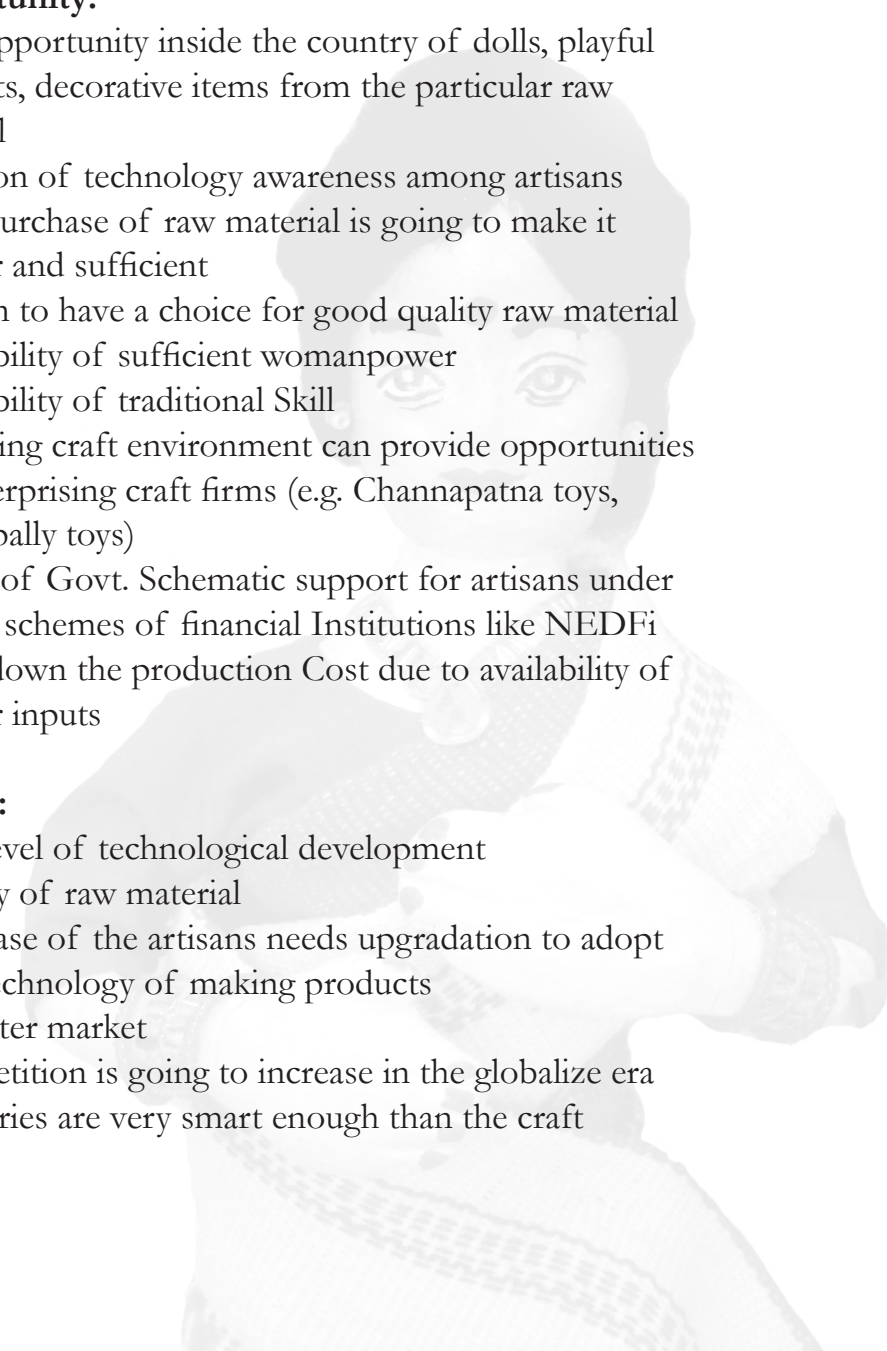 tunity:
pportunity inside the country of dolls, playful
ts, decorative items from the particular raw
l
on of technology awareness among artisans
urchase of raw material is going to make it
r and sufficient
n to have a choice for good quality raw material
bility of sufficient womanpower
bility of traditional Skill
ing craft environment can provide opportunities
erprising craft firms (e.g. Channapatna toys,
pally toys)
of Govt. Schematic support for artisans under
schemes of financial Institutions like NEDFi
down the production Cost due to availability of
r inputs
:
evel of technological development
y of raw material
ase of the artisans needs upgradation to adopt
echnology of making products
ter market
etition is going to increase in the globalize era
ries are very smart enough than the craft